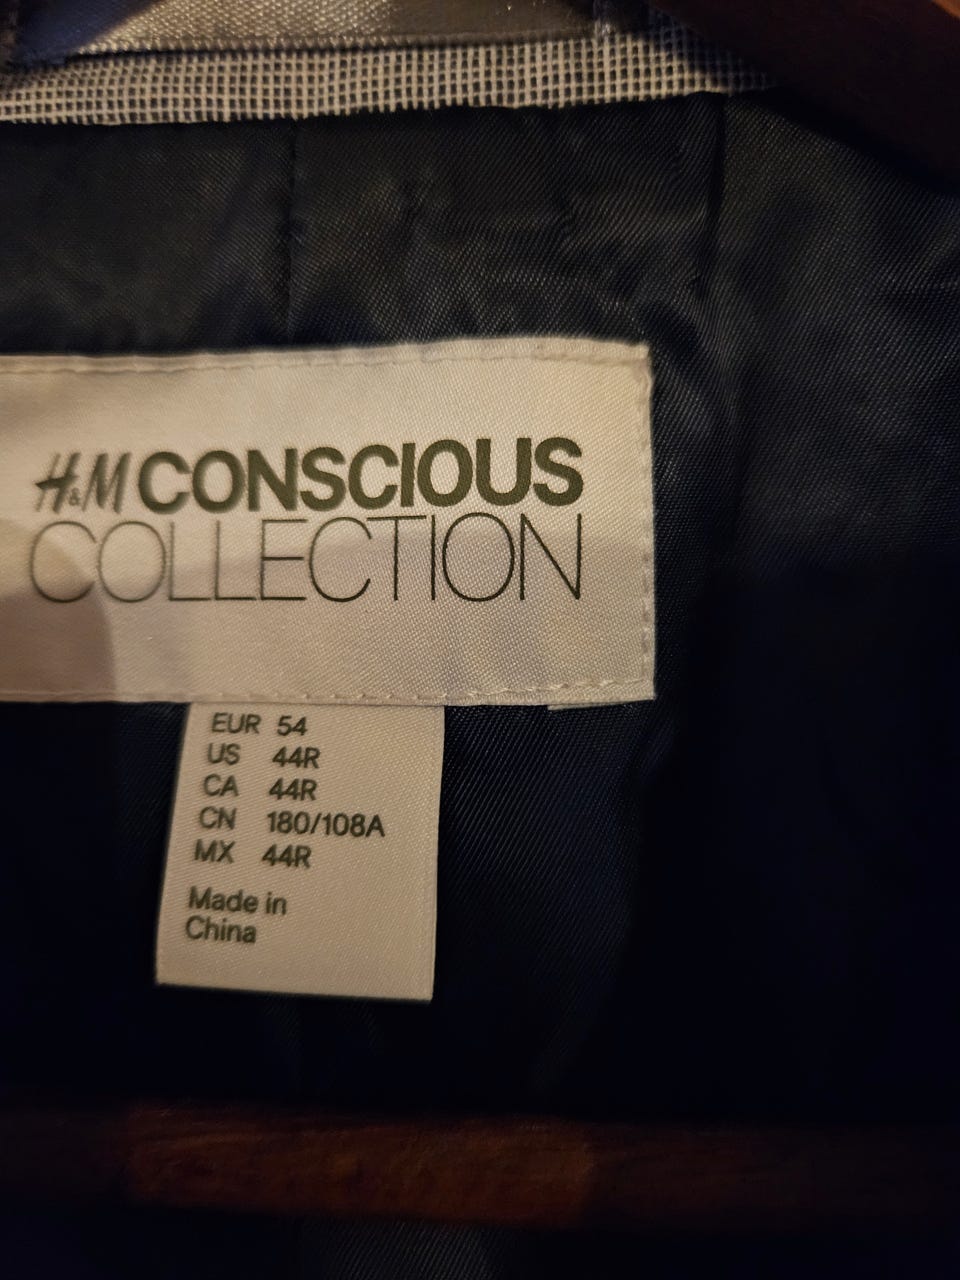 H&M CONSCIOUS
COLLECTION
EUR 54
US 44R
CA 44R
CN 180/108A
MX 44R
Made in
China